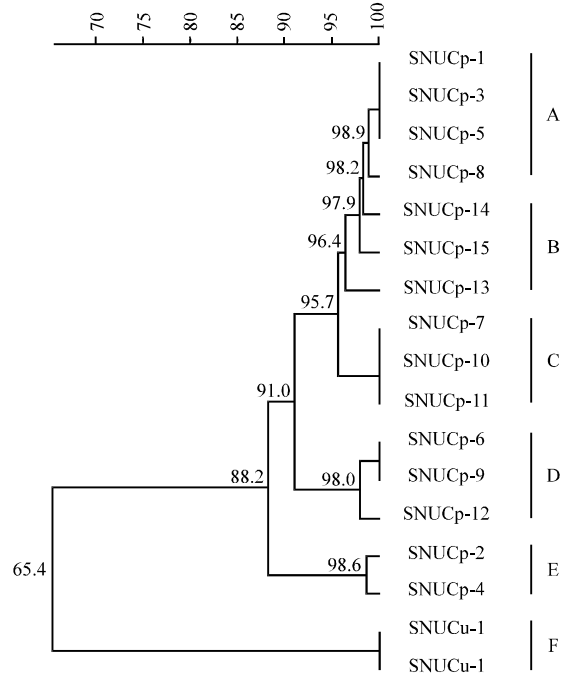 70 75 80 85 90 95 100
SNUCp-1
SNUCp-3
A
98.9 SNUCp-5
98.2 SNUCp-8
97.9 SNUCp-14
96.4 SNUCp-15 B
SNUCp-13
95.7 SNUCp-7
SNUCp-10 C
91.0 SNUCp-11
SNUCp-6
88.2 98.0 SNUCp-9 D
SNUCp-12
65.4 98.6 SNUCp-2 E
SNUCp-4
SNUCu-1 F
SNUCu-1